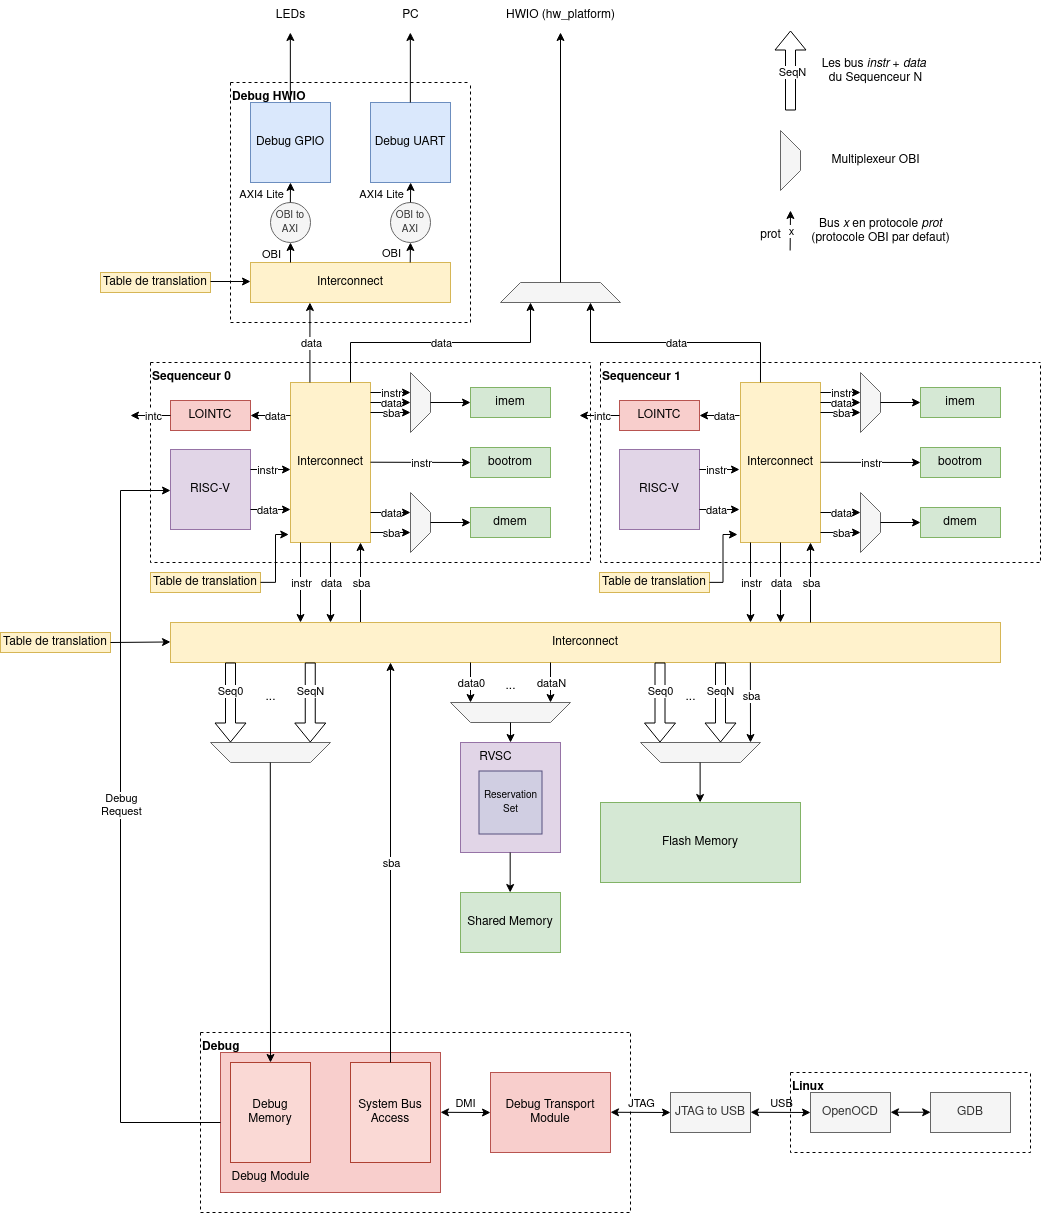 LEDs
PC
HWIO (hw_platform)
SeqN
Les bus instr + data
du Sequenceur N
Multiplexeur OBI
prot
x
Bus x en protocole prot
(protocole OBI par defaut)
Debug HWIO
Debug GPIO
Debug UART
AXI4 Lite
AXI4 Lite
OBI to
AXI
OBI to
AXI
OBI
OBI
Table de translation
Interconnect
data
data
data
Sequenceur 0
intc
LOINTC
data
RISC-V
instr
data
Interconnect
instr
data
sba
imem
instr
bootrom
data
sba
dmem
Table de translation
instr
data
sba
Sequenceur 1
intc
LOINTC
data
RISC-V
instr
data
Interconnect
instr
data
sba
imem
instr
bootrom
data
sba
dmem
Table de translation
instr
data
sba
Table de translation
Interconnect
Seq0
...
SeqN
data0
...
dataN
Seq0
...
SeqN
sba
RVSC
Reservation
Set
Flash Memory
Debug
Request
sba
Shared Memory
Debug
Debug
Memory
System Bus
Access
Debug Module
DMI
Debug Transport
Module
JTAG
JTAG to USB
USB
Linux
OpenOCD
GDB